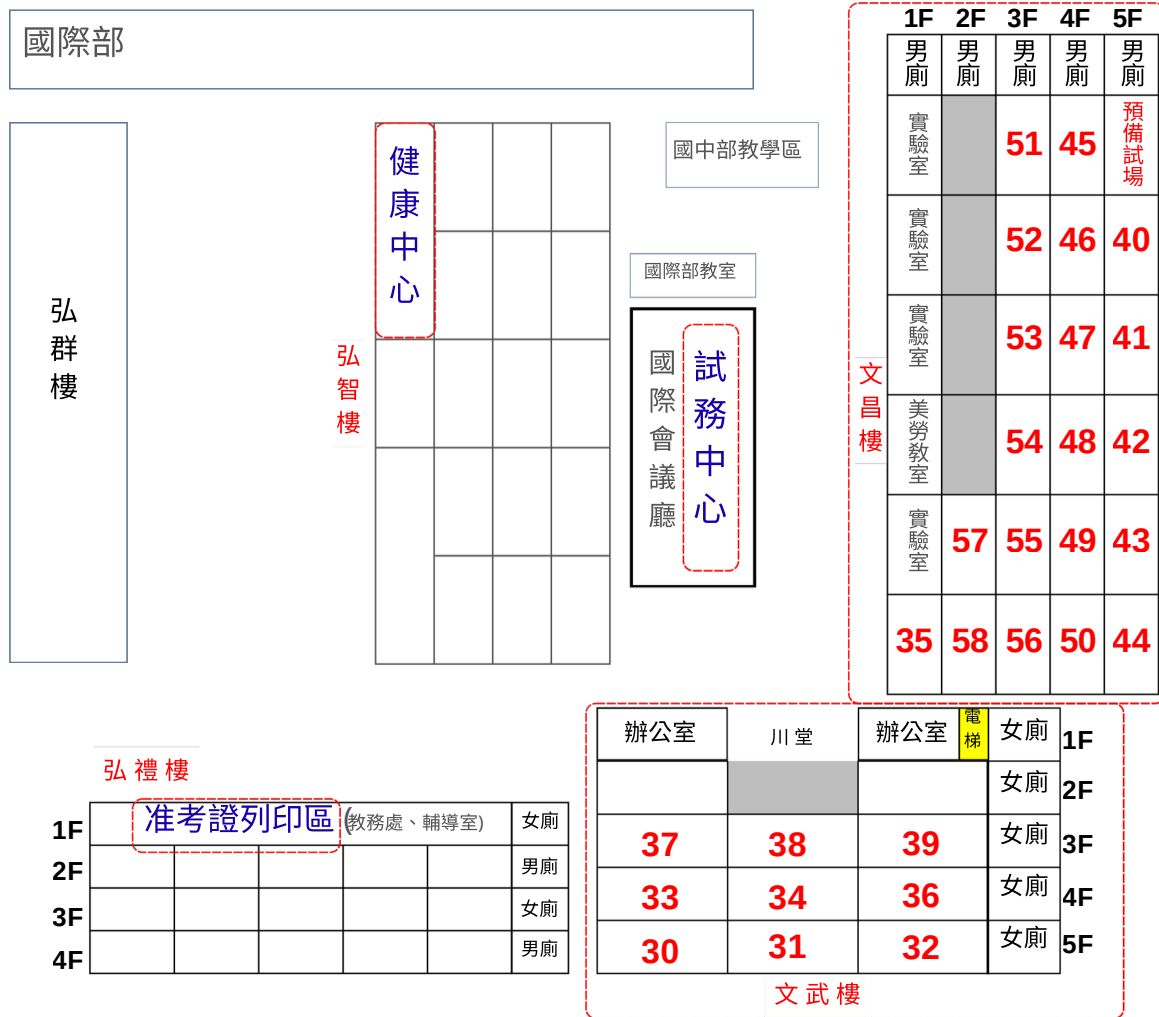 國際部
弘群樓
健康中心
弘智樓
國中部教學區
國際部教室
國際會議廳
試務中心
文昌樓
1F 2F 3F 4F 5F
男廁 男廁 男廁 男廁 男廁
實驗室 51 45 預備試場
實驗室 52 46 40
實驗室 53 47 41
美勞教室 54 48 42
實驗室 57 55 49 43
35 58 56 50 44
弘禮樓
1F 准考證列印區 (教務處、輔導室) 女廁
2F 男廁
3F 女廁
4F 男廁
辦公室 川堂 辦公室 電梯 女廁 1F
女廁 2F
37 38 39 女廁 3F
33 34 36 女廁 4F
30 31 32 女廁 5F
文武樓